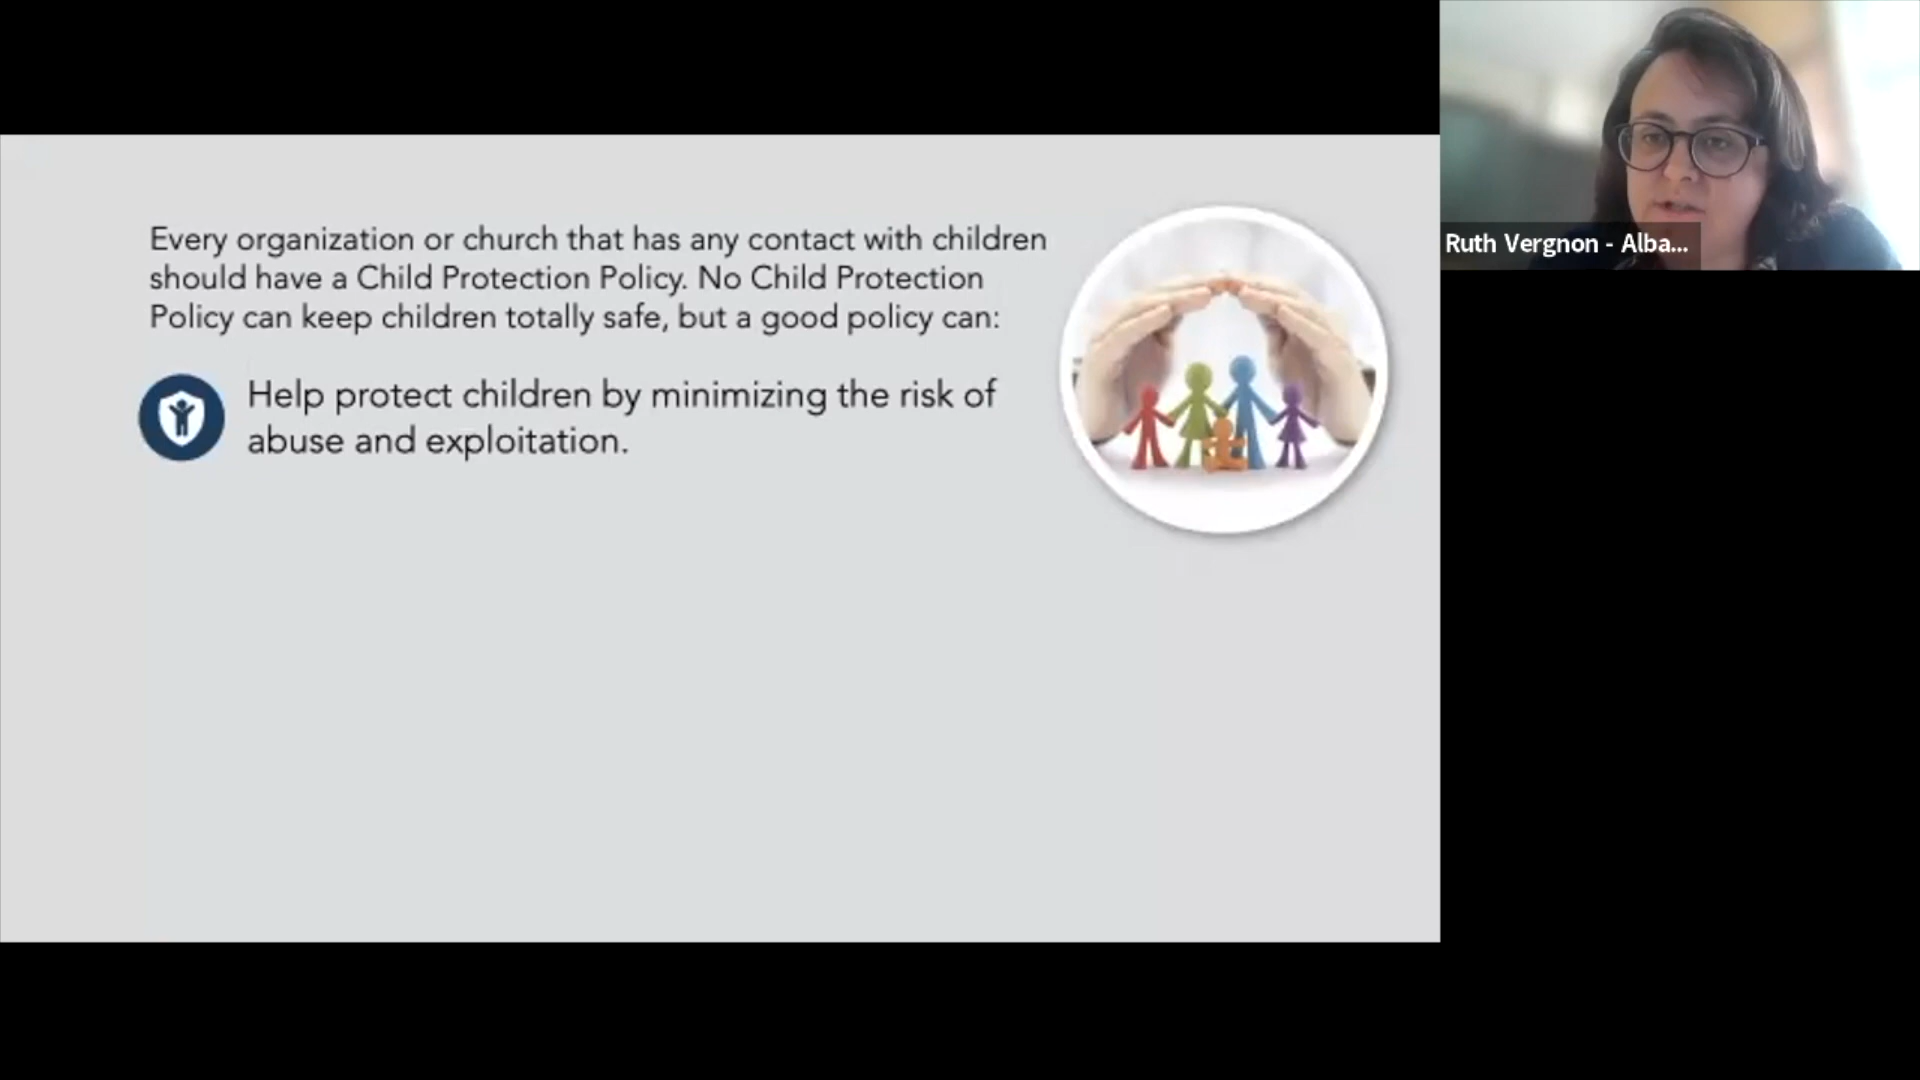 Every organization or church that has any contact with children
should have a Child Protection Policy. No Child Protection
Policy can keep children totally safe, but a good policy can:
Help protect children by minimizing the risk of
abuse and exploitation.
Ruth Vergnon - Alba...